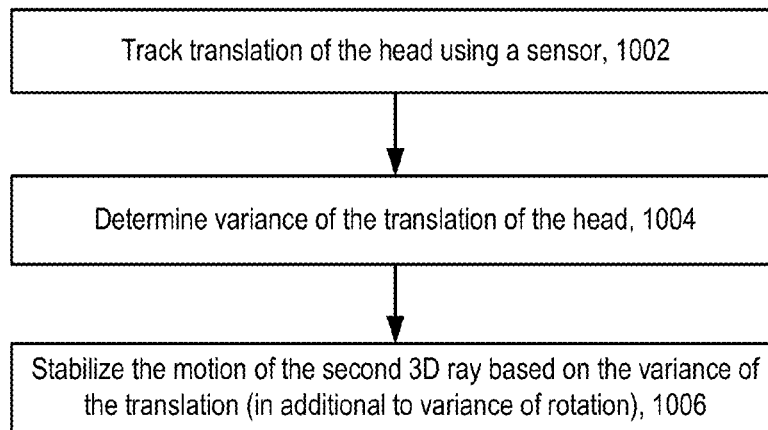 Track translation of the head using a sensor, 1002
Determine variance of the translation of the head, 1004
Stabilize the motion of the second 3D ray based on the variance of
the translation (in additional to variance of rotation), 1006